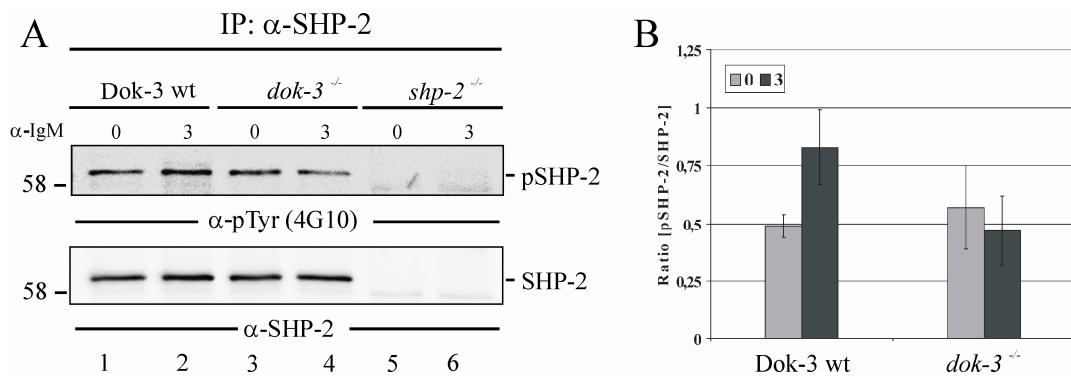 A
IP: α-SHP-2
Dok-3 wt dok-3 -/- shp-2 -/-
α-IgM 0 3 0 3 0 3
58 pSHP-2
α-pTyr (4G10)
58 SHP-2
α-SHP-2
1 2 3 4 5 6
B
1,25
1
0,75
0,5
0,25
0
Ratio [pSHP-2/SHP-2]
0 3
Dok-3 wt dok-3 -/-